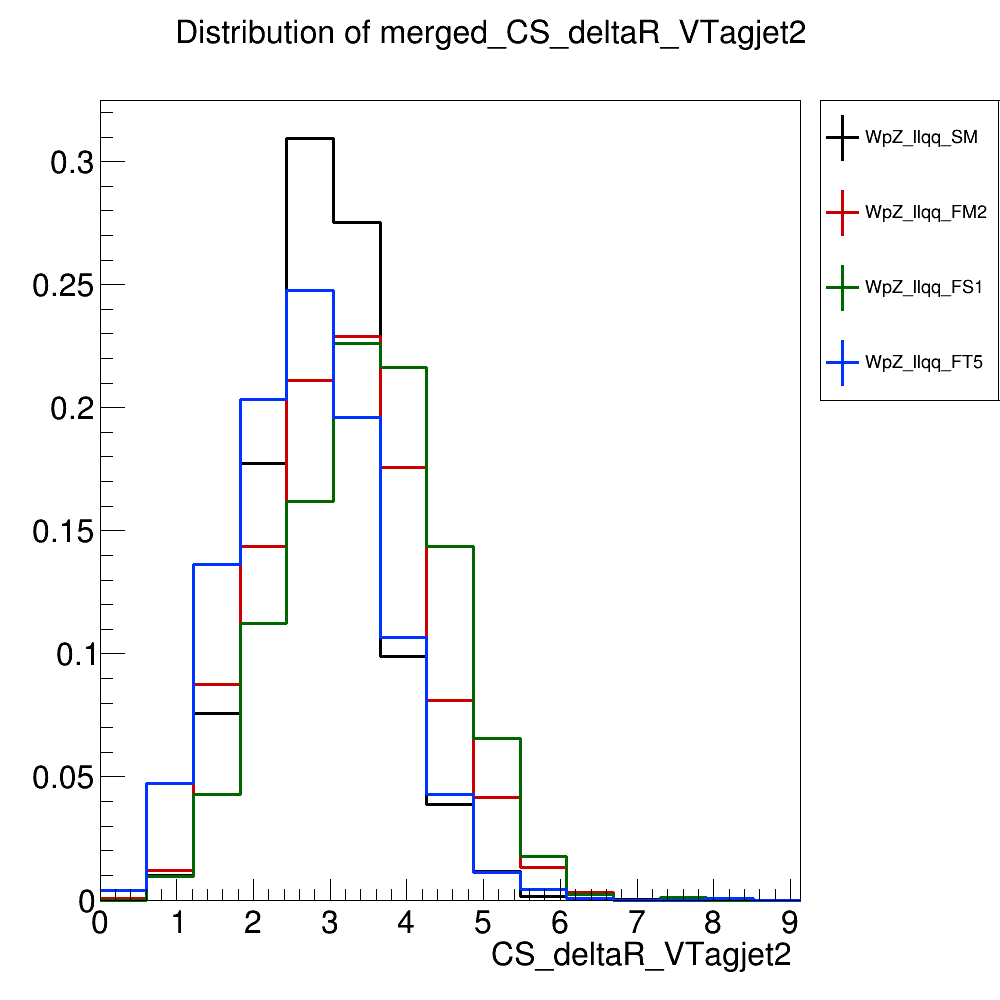 Distribution of merged_CS_deltaR_VTagjet2
WpZ_llqq_SM
WpZ_llqq_FM2
WpZ_llqq_FS1
WpZ_llqq_FT5
0.3
0.25
0.2
0.15
0.1
0.05
0
0 1 2 3 4 5 6 7 8 9
CS_deltaR_VTagjet2